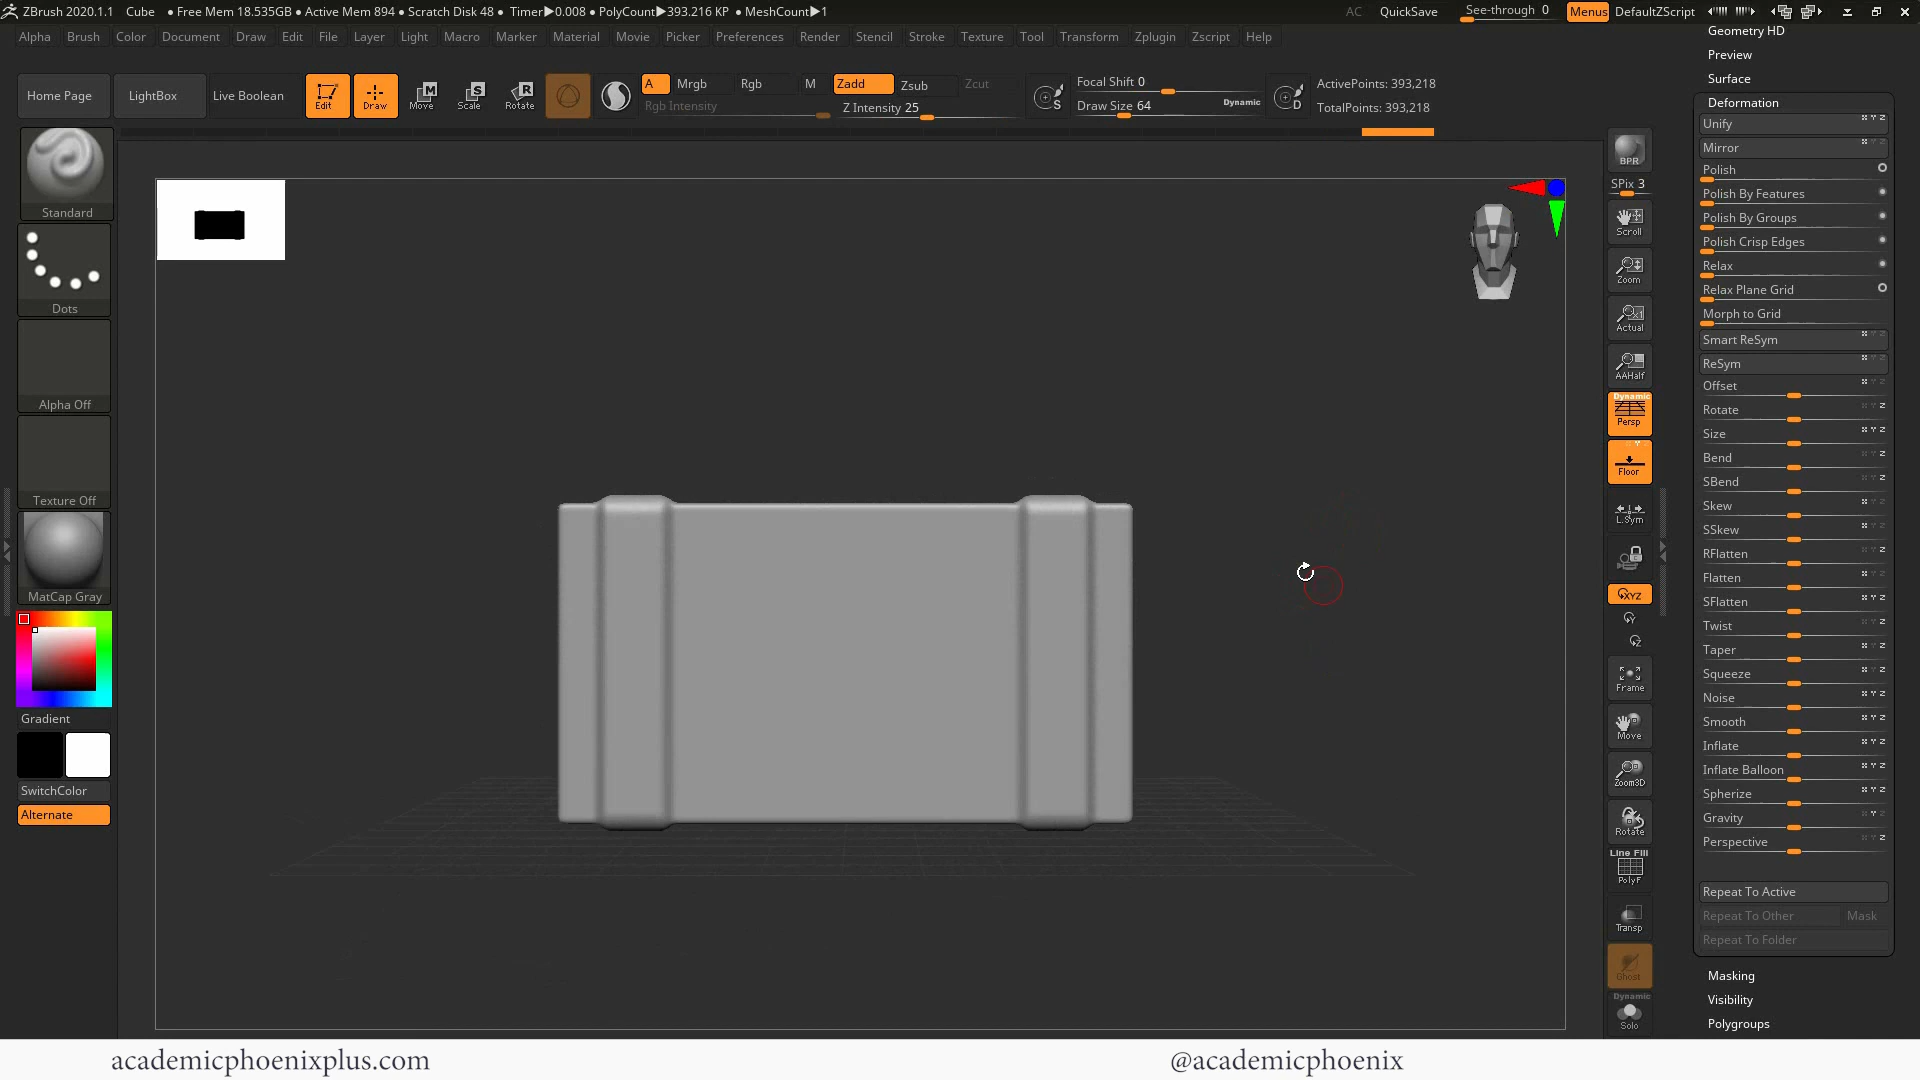 ZBrush 2020.1.1 Cube ● Free Mem 18.535GB ● Active Mem 894 ● Scratch Disk 48 ● Timer▶0.008 ● PolyCount▶393.216 KP ● MeshCount▶1 AC QuickSave See-through 0 Menus DefaultZScript
Alpha Brush Color Document Draw Edit File Layer Light Macro Marker Material Movie Picker Preferences Render Stencil Stroke Texture Tool Transform Zplugin Zscript Help
Home Page LightBox Live Boolean Edit Draw Move Scale Rotate A Mrgb Rgb M Zadd Zsub Zcut
Rgb Intensity Z Intensity 25
Focal Shift 0
Draw Size 64 Dynamic
ActivePoints: 393,218
TotalPoints: 393,218
Standard
Dots
Alpha Off
Texture Off
MatCap Gray
Gradient
SwitchColor
Alternate
BPR
SPix 3
Scroll
Zoom
Actual
AAHalf
Dynamic
Persp
Floor
L.Sym
XYZ
Y
Z
Frame
Move
Zoom3D
Rotate
Line Fill
PolyF
Transp
Ghost
Dynamic
Solo
Geometry HD
Preview
Surface
Deformation
Unify
Mirror
Polish
Polish By Features
Polish By Groups
Polish Crisp Edges
Relax
Relax Plane Grid
Morph to Grid
Smart ReSym
ReSym
Offset
Rotate
Size
Bend
SBend
Skew
SSkew
RFlatten
Flatten
SFlatten
Twist
Taper
Squeeze
Noise
Smooth
Inflate
Inflate Balloon
Spherize
Gravity
Perspective
Repeat To Active
Repeat To Other Mask
Repeat To Folder
Masking
Visibility
Polygroups
academicphoenixplus.com
@academicphoenix